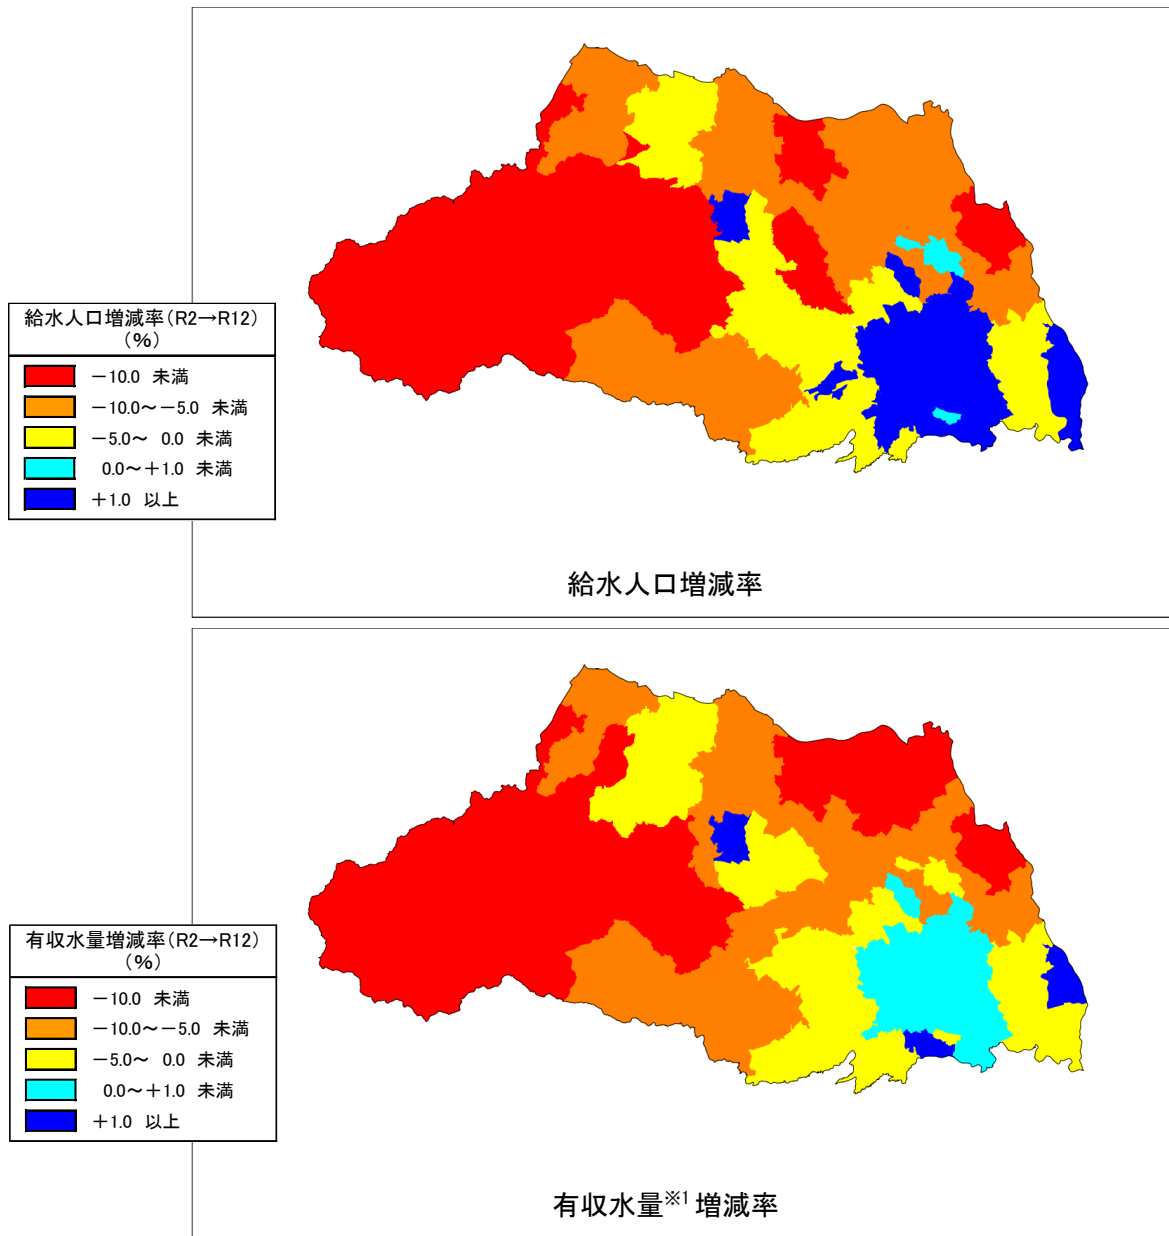 給水人口増減率(R2→R12)
(%)
-10.0 未満
-10.0~-5.0 未満
-5.0~ 0.0 未満
0.0~+1.0 未満
+1.0 以上
給水人口増減率
有収水量増減率(R2→R12)
(%)
-10.0 未満
-10.0~-5.0 未満
-5.0~ 0.0 未満
0.0~+1.0 未満
+1.0 以上
有収水量※1 増減率